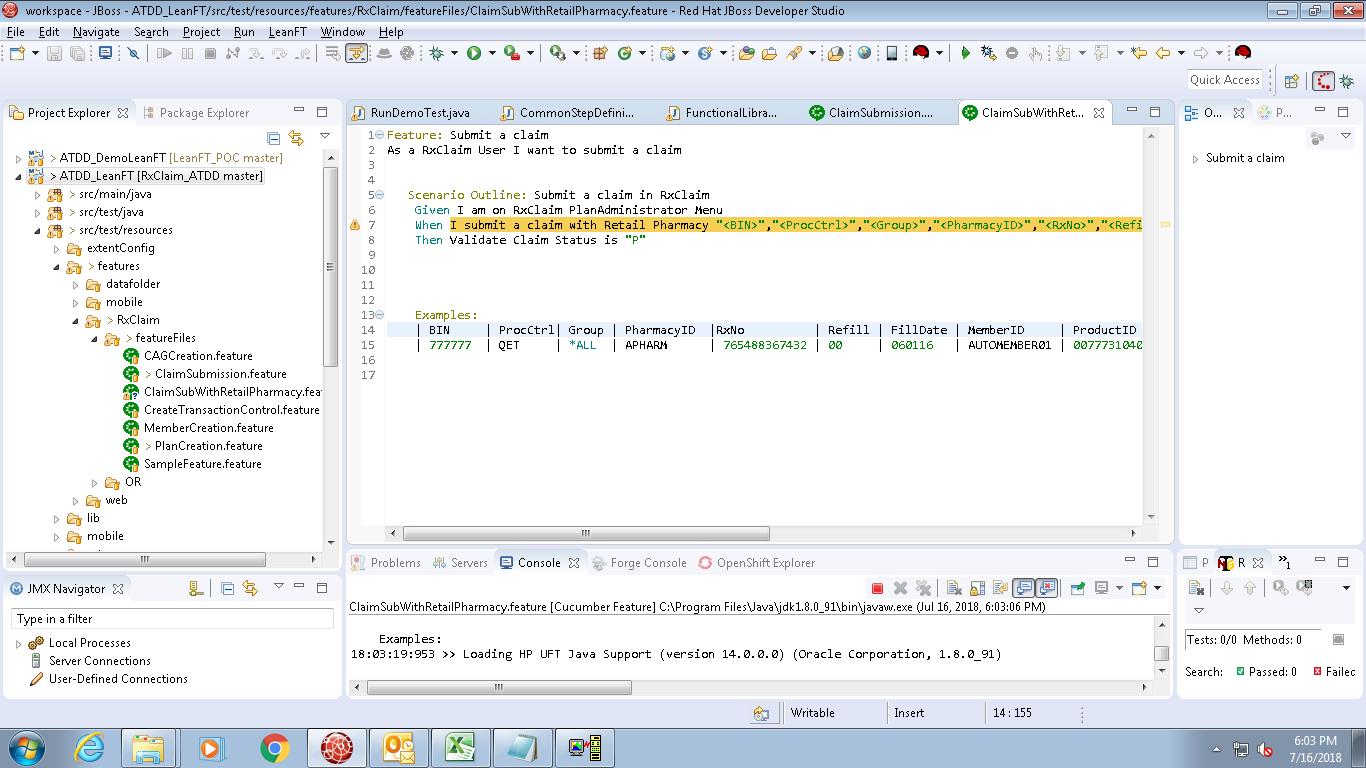 workspace - JBoss - ATDD_LeanFT/src/test/resources/features/RxClaim/featureFiles/ClaimSubWithRetailPharmacy.feature - Red Hat JBoss Developer Studio
File Edit Navigate Search Project Run LeanFT Window Help
Quick Access
Project Explorer Package Explorer
> ATDD_DemoLeanFT [LeanFT_POC master]
> ATDD_LeanFT [RxClaim_ATDD master]
> src/main/java
> src/test/java
> src/test/resources
extentConfig
> features
datafolder
mobile
> RxClaim
> featureFiles
CAGCreation.feature
> ClaimSubmission.feature
ClaimSubWithRetailPharmacy.fea
CreateTransactionControl.feature
MemberCreation.feature
> PlanCreation.feature
SampleFeature.feature
OR
web
lib
mobile
JMX Navigator
Type in a filter
Local Processes
Server Connections
User-Defined Connections
RunDemoTest.java CommonStepDefini... FunctionalLibra... ClaimSubmission.... ClaimSubWithRet...
1 Feature: Submit a claim
2 As a RxClaim User I want to submit a claim
3
4
5 Scenario Outline: Submit a claim in RxClaim
6 Given I am on RxClaim PlanAdministrator Menu
7 When I submit a claim with Retail Pharmacy "<BIN>","<ProcCtrl>","<Group>","<PharmacyID>","<RxNo>","<Refi
8 Then Validate Claim Status is "P"
9
10
11
12
13 Examples:
14 | BIN | ProcCtrl| Group | PharmacyID |RxNo | Refill | FillDate | MemberID | ProductID
15 | 777777 | QET | *ALL | APHARM | 765488367432 | 00 | 060116 | AUTOMEMBER01 | 0077731040
16
17
O... P...
Submit a claim
Problems Servers Console Forge Console OpenShift Explorer
ClaimSubWithRetailPharmacy.feature [Cucumber Feature] C:\Program Files\Java\jdk1.8.0_91\bin\javaw.exe (Jul 16, 2018, 6:03:06 PM)
Examples:
18:03:19:953 >> Loading HP UFT Java Support (version 14.0.0.0) (Oracle Corporation, 1.8.0_91)
P R »1
Tests: 0/0 Methods: 0
Search: Passed: 0 Failec
Writable Insert 14 : 155
6:03 PM
7/16/2018